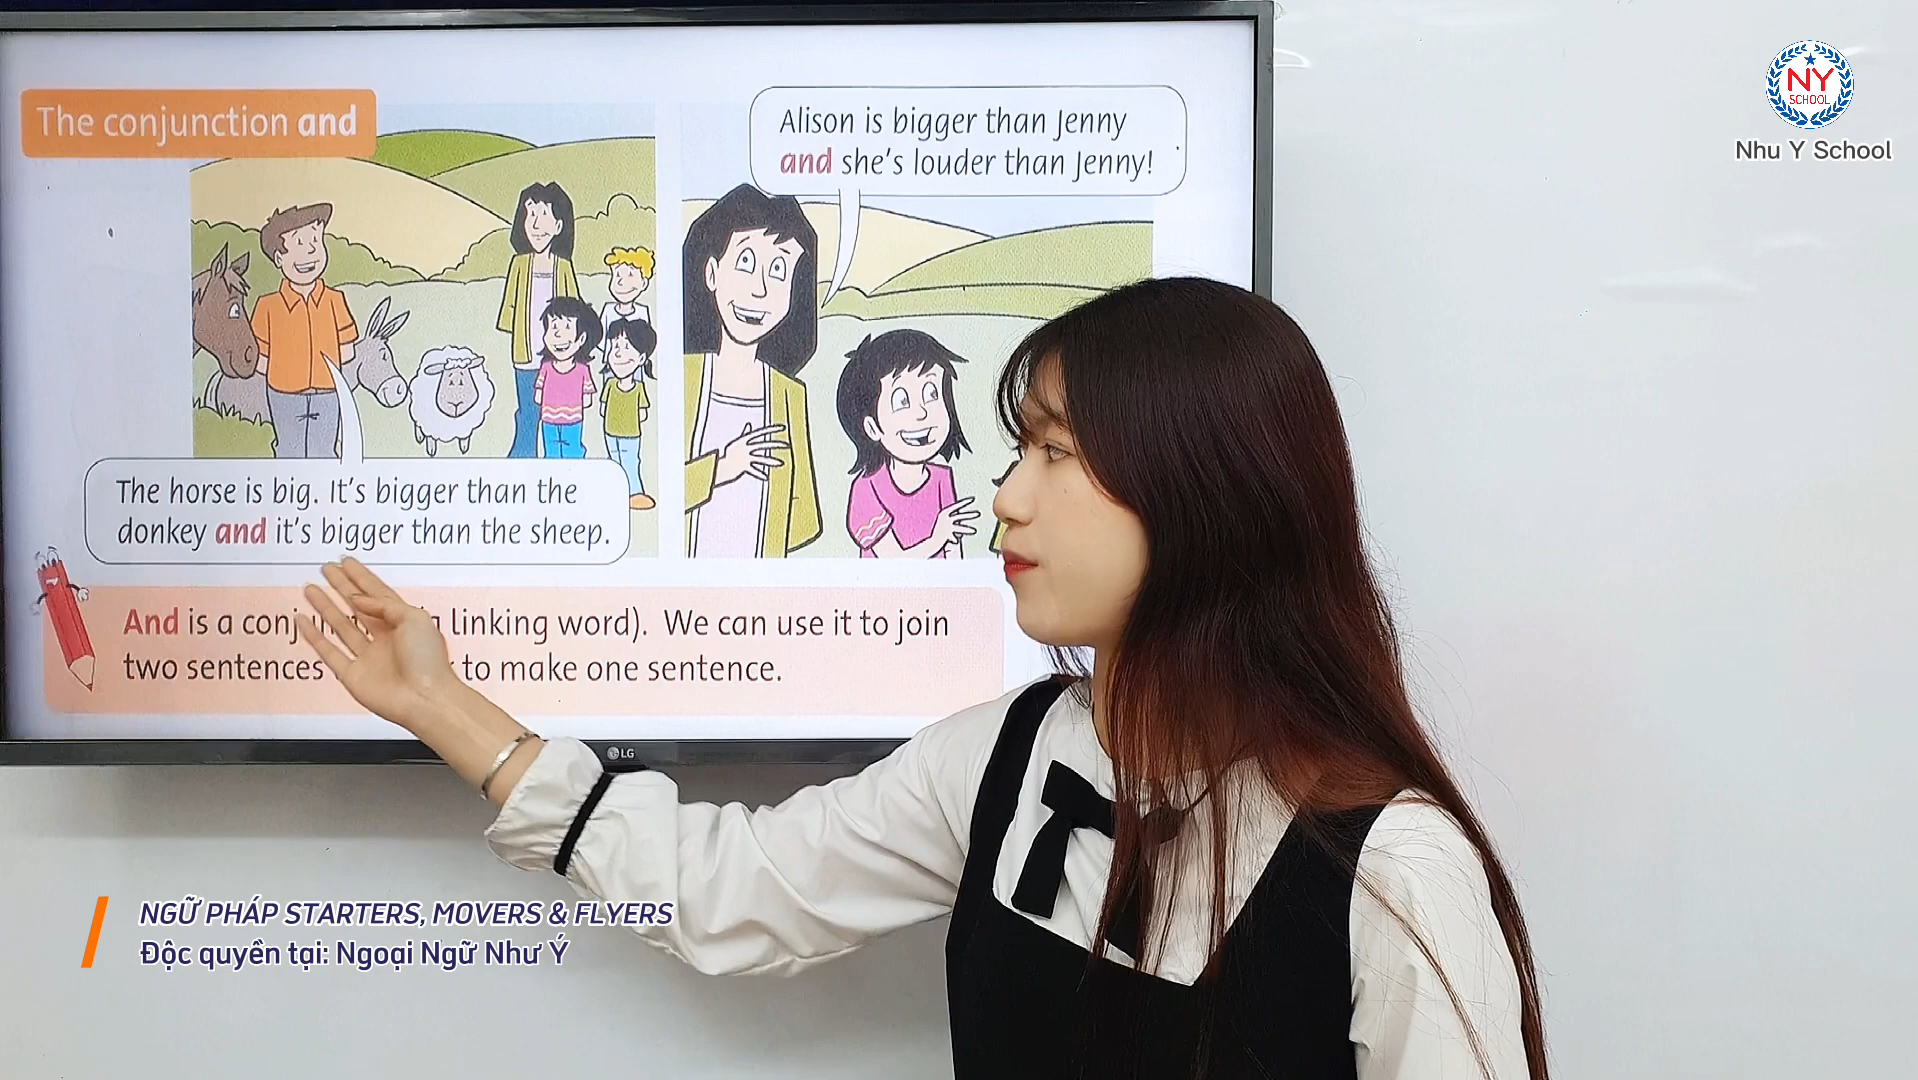 The conjunction and
Alison is bigger than Jenny
and she's louder than Jenny!
The horse is big. It's bigger than the
donkey and it's bigger than the sheep.
And is a linking word). We can use it to join
two sentences to make one sentence.
LG
NY
SCHOOL
Nhu Y School
NGỮ PHÁP STARTERS, MOVERS & FLYERS
Độc quyền tại: Ngoại Ngữ Như Ý